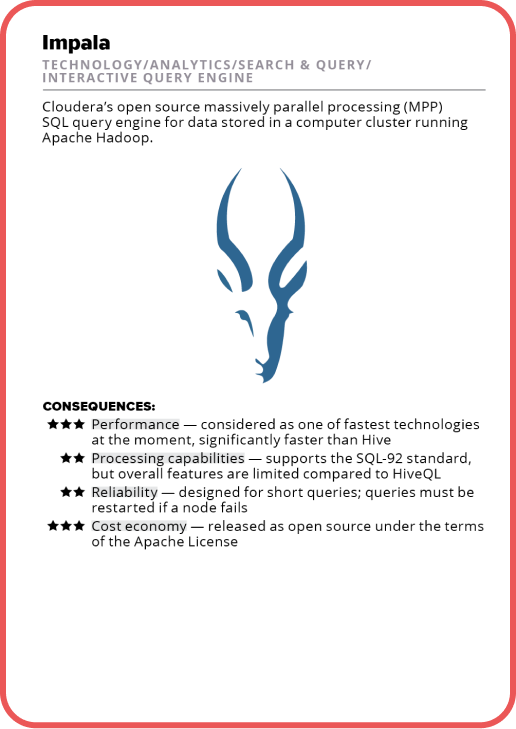 Impala
TECHNOLOGY/ANALYTICS/SEARCH & QUERY/
INTERACTIVE QUERY ENGINE
Cloudera’s open source massively parallel processing (MPP)
SQL query engine for data stored in a computer cluster running
Apache Hadoop.
CONSEQUENCES:
★★★ Performance — considered as one of fastest technologies
at the moment, significantly faster than Hive
★★ Processing capabilities — supports the SQL-92 standard,
but overall features are limited compared to HiveQL
★★ Reliability — designed for short queries; queries must be
restarted if a node fails
★★★ Cost economy — released as open source under the terms
of the Apache License